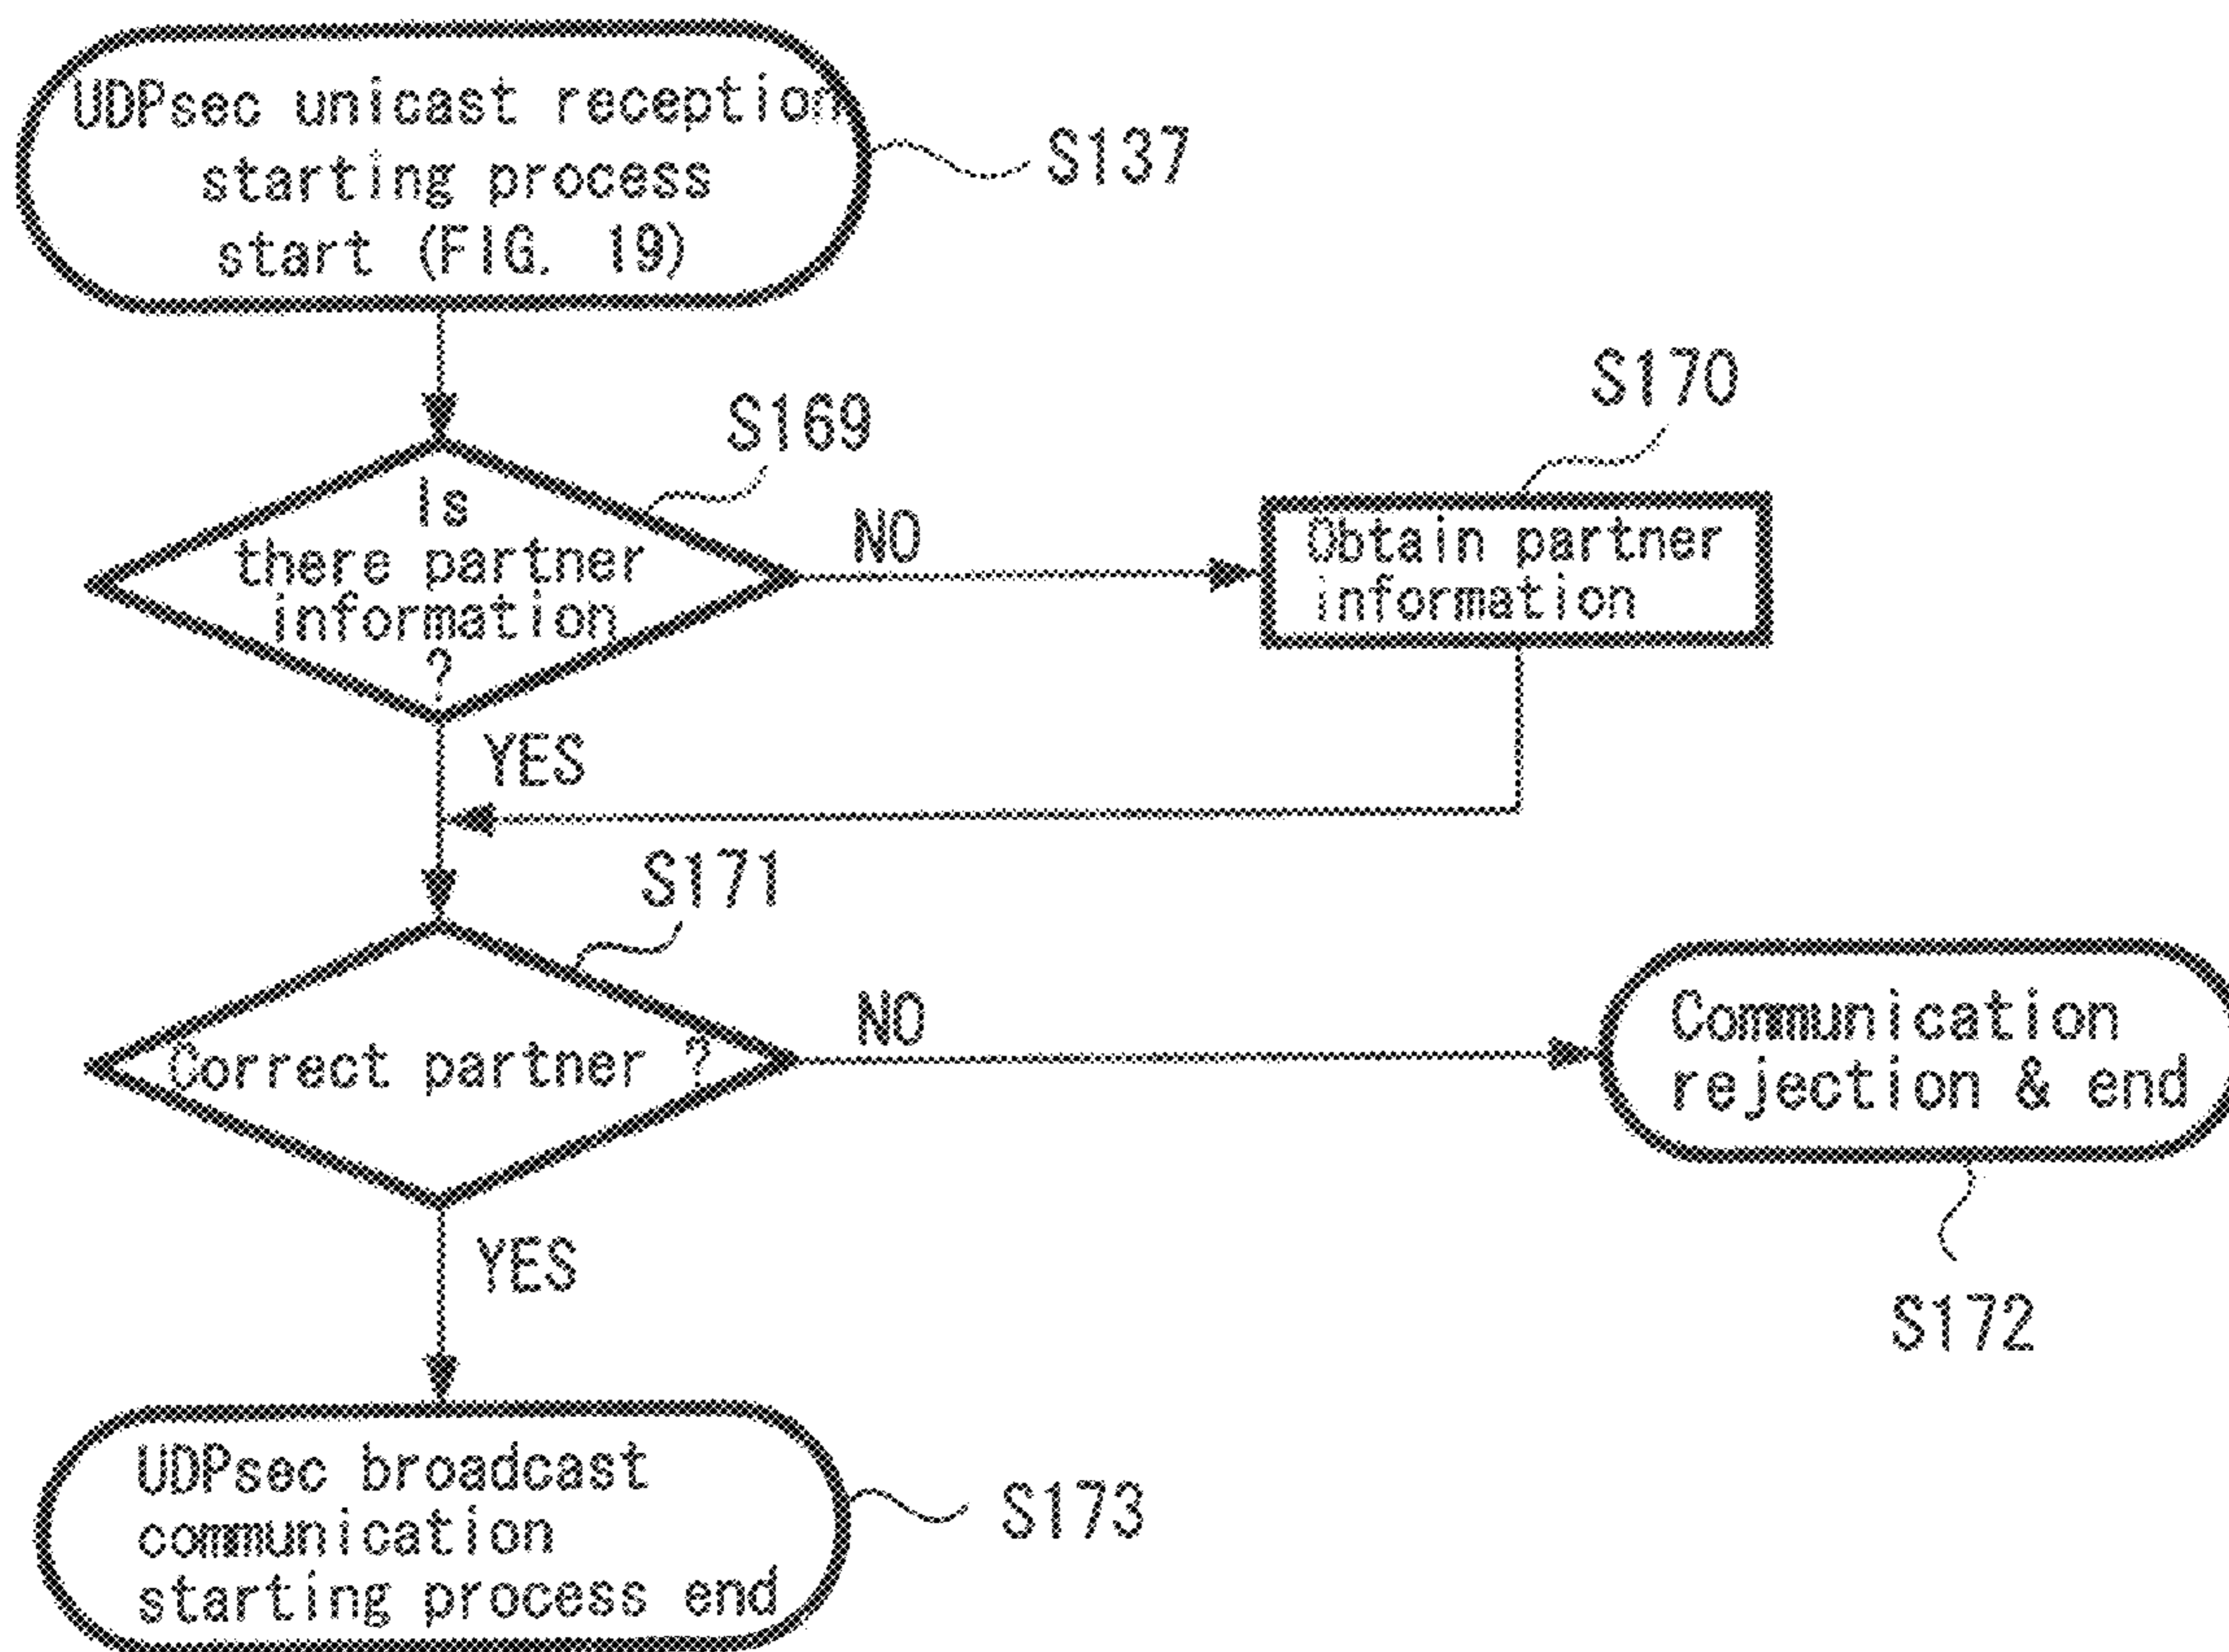 UDPsec unicast reception
starting process
start (FIG. 19)
S137
S169
S170
Is
there partner
information
?
NO
Obtain partner
information
YES
S171
Correct partner ?
NO
Communication
rejection & end
S172
YES
UDPsec broadcast
communication
starting process end
S173